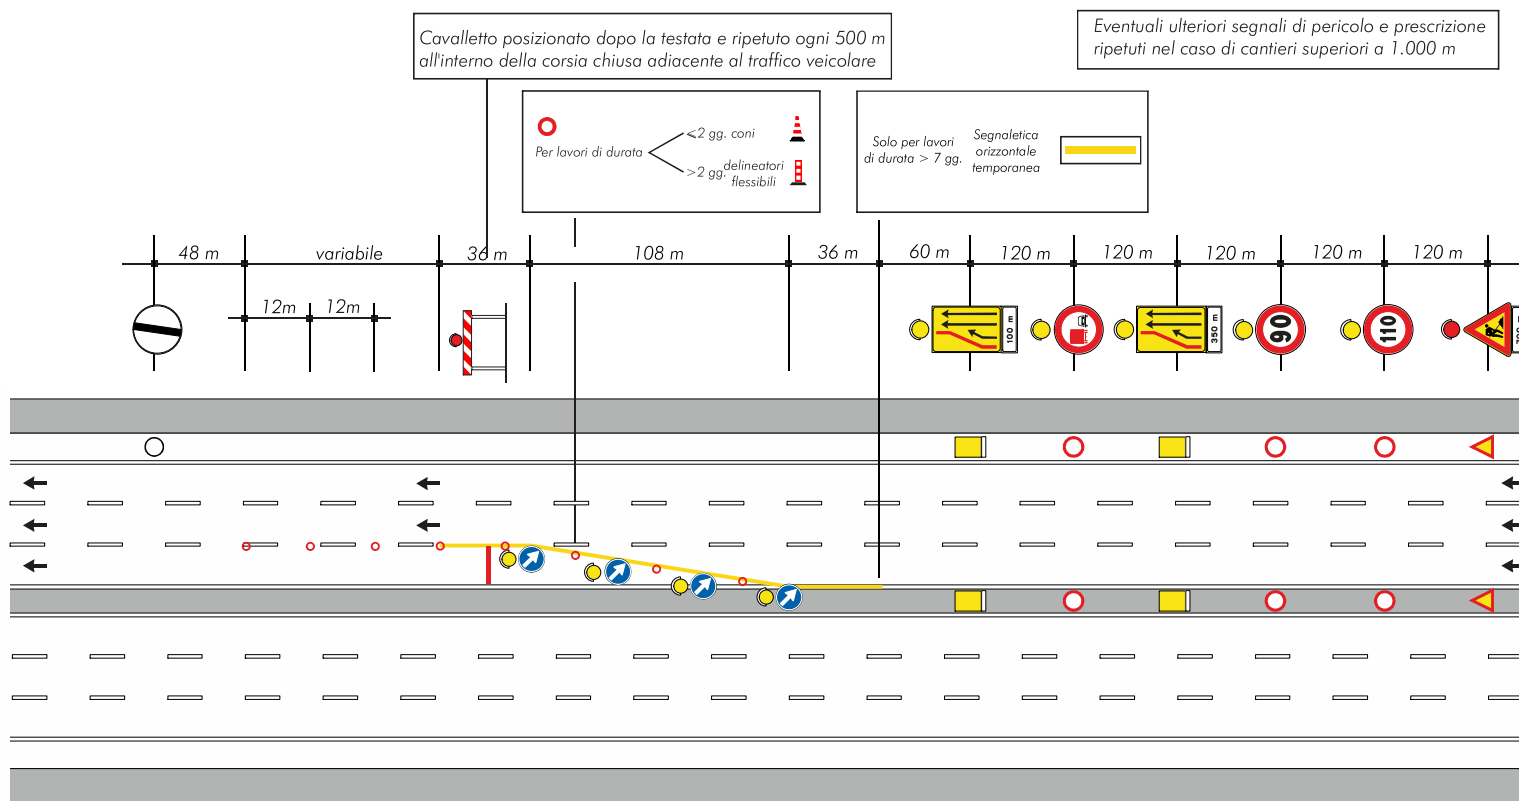 Cavalletto posizionato dopo la testata e ripetuto ogni 500 m
all'interno della corsia chiusa adiacente al traffico veicolare
Eventuali ulteriori segnali di pericolo e prescrizione
ripetuti nel caso di cantieri superiori a 1.000 m
Per lavori di durata
<2 gg. coni
>2 gg. delineatori
flessibili
Solo per lavori
di durata > 7 gg.
Segnaletica
orizzontale
temporanea
48 m
variabile
36 m
108 m
36 m
60 m
120 m
120 m
120 m
120 m
120 m
12m
12m
100 m
350 m
90
110